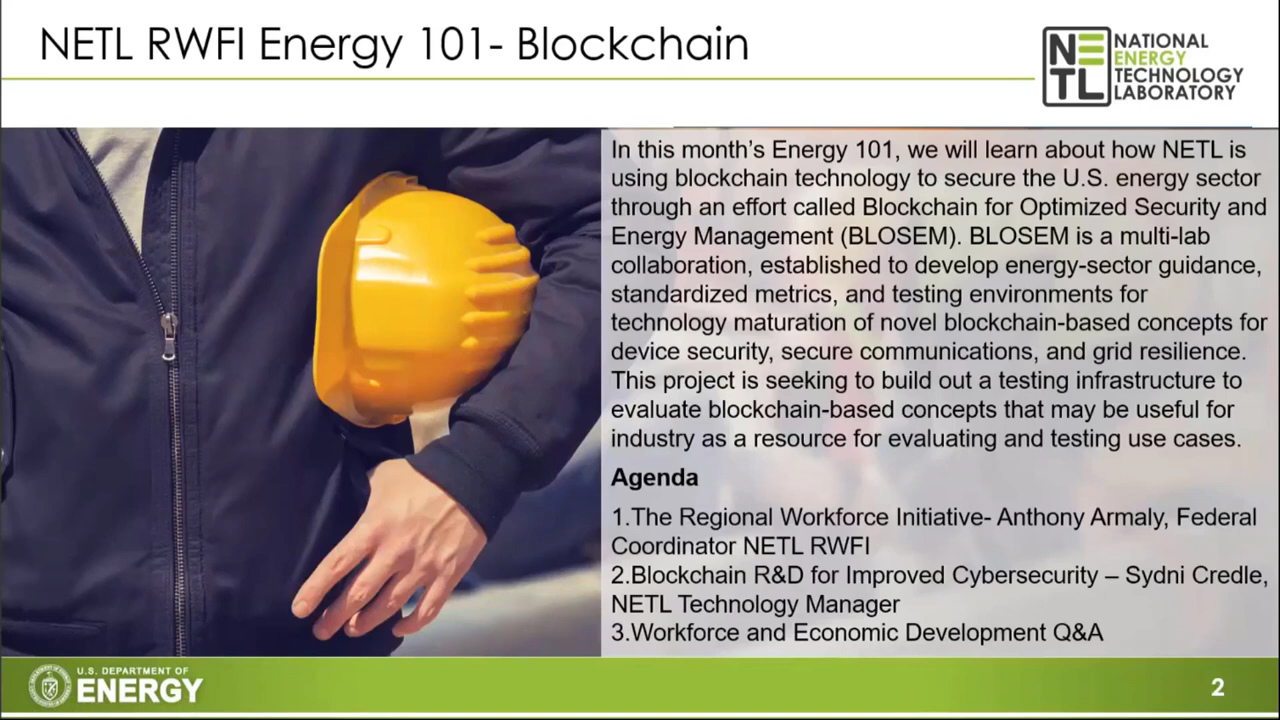 NETL RWFI Energy 101- Blockchain
NETL
NATIONAL
ENERGY
TECHNOLOGY
LABORATORY
In this month’s Energy 101, we will learn about how NETL is
using blockchain technology to secure the U.S. energy sector
through an effort called Blockchain for Optimized Security and
Energy Management (BLOSEM). BLOSEM is a multi-lab
collaboration, established to develop energy-sector guidance,
standardized metrics, and testing environments for
technology maturation of novel blockchain-based concepts for
device security, secure communications, and grid resilience.
This project is seeking to build out a testing infrastructure to
evaluate blockchain-based concepts that may be useful for
industry as a resource for evaluating and testing use cases.
Agenda
1.The Regional Workforce Initiative- Anthony Armaly, Federal
Coordinator NETL RWFI
2.Blockchain R&D for Improved Cybersecurity – Sydni Credle,
NETL Technology Manager
3.Workforce and Economic Development Q&A
U.S. DEPARTMENT OF
ENERGY
2